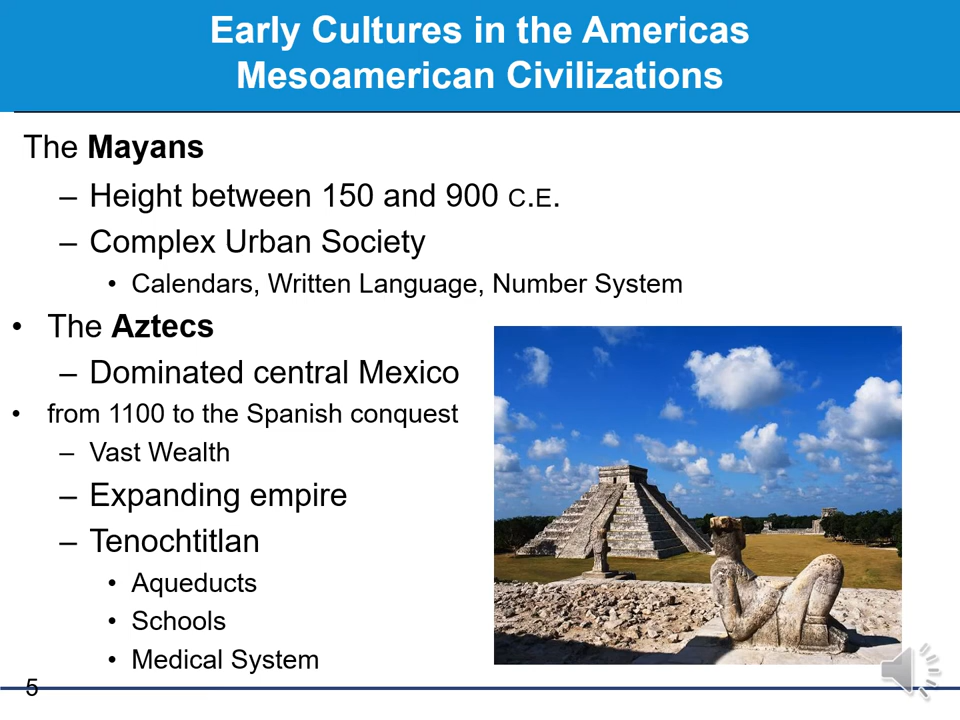 Early Cultures in the Americas
Mesoamerican Civilizations
The Mayans
– Height between 150 and 900 C.E.
– Complex Urban Society
• Calendars, Written Language, Number System
• The Aztecs
– Dominated central Mexico
• from 1100 to the Spanish conquest
– Vast Wealth
– Expanding empire
– Tenochtitlan
• Aqueducts
• Schools
• Medical System
5